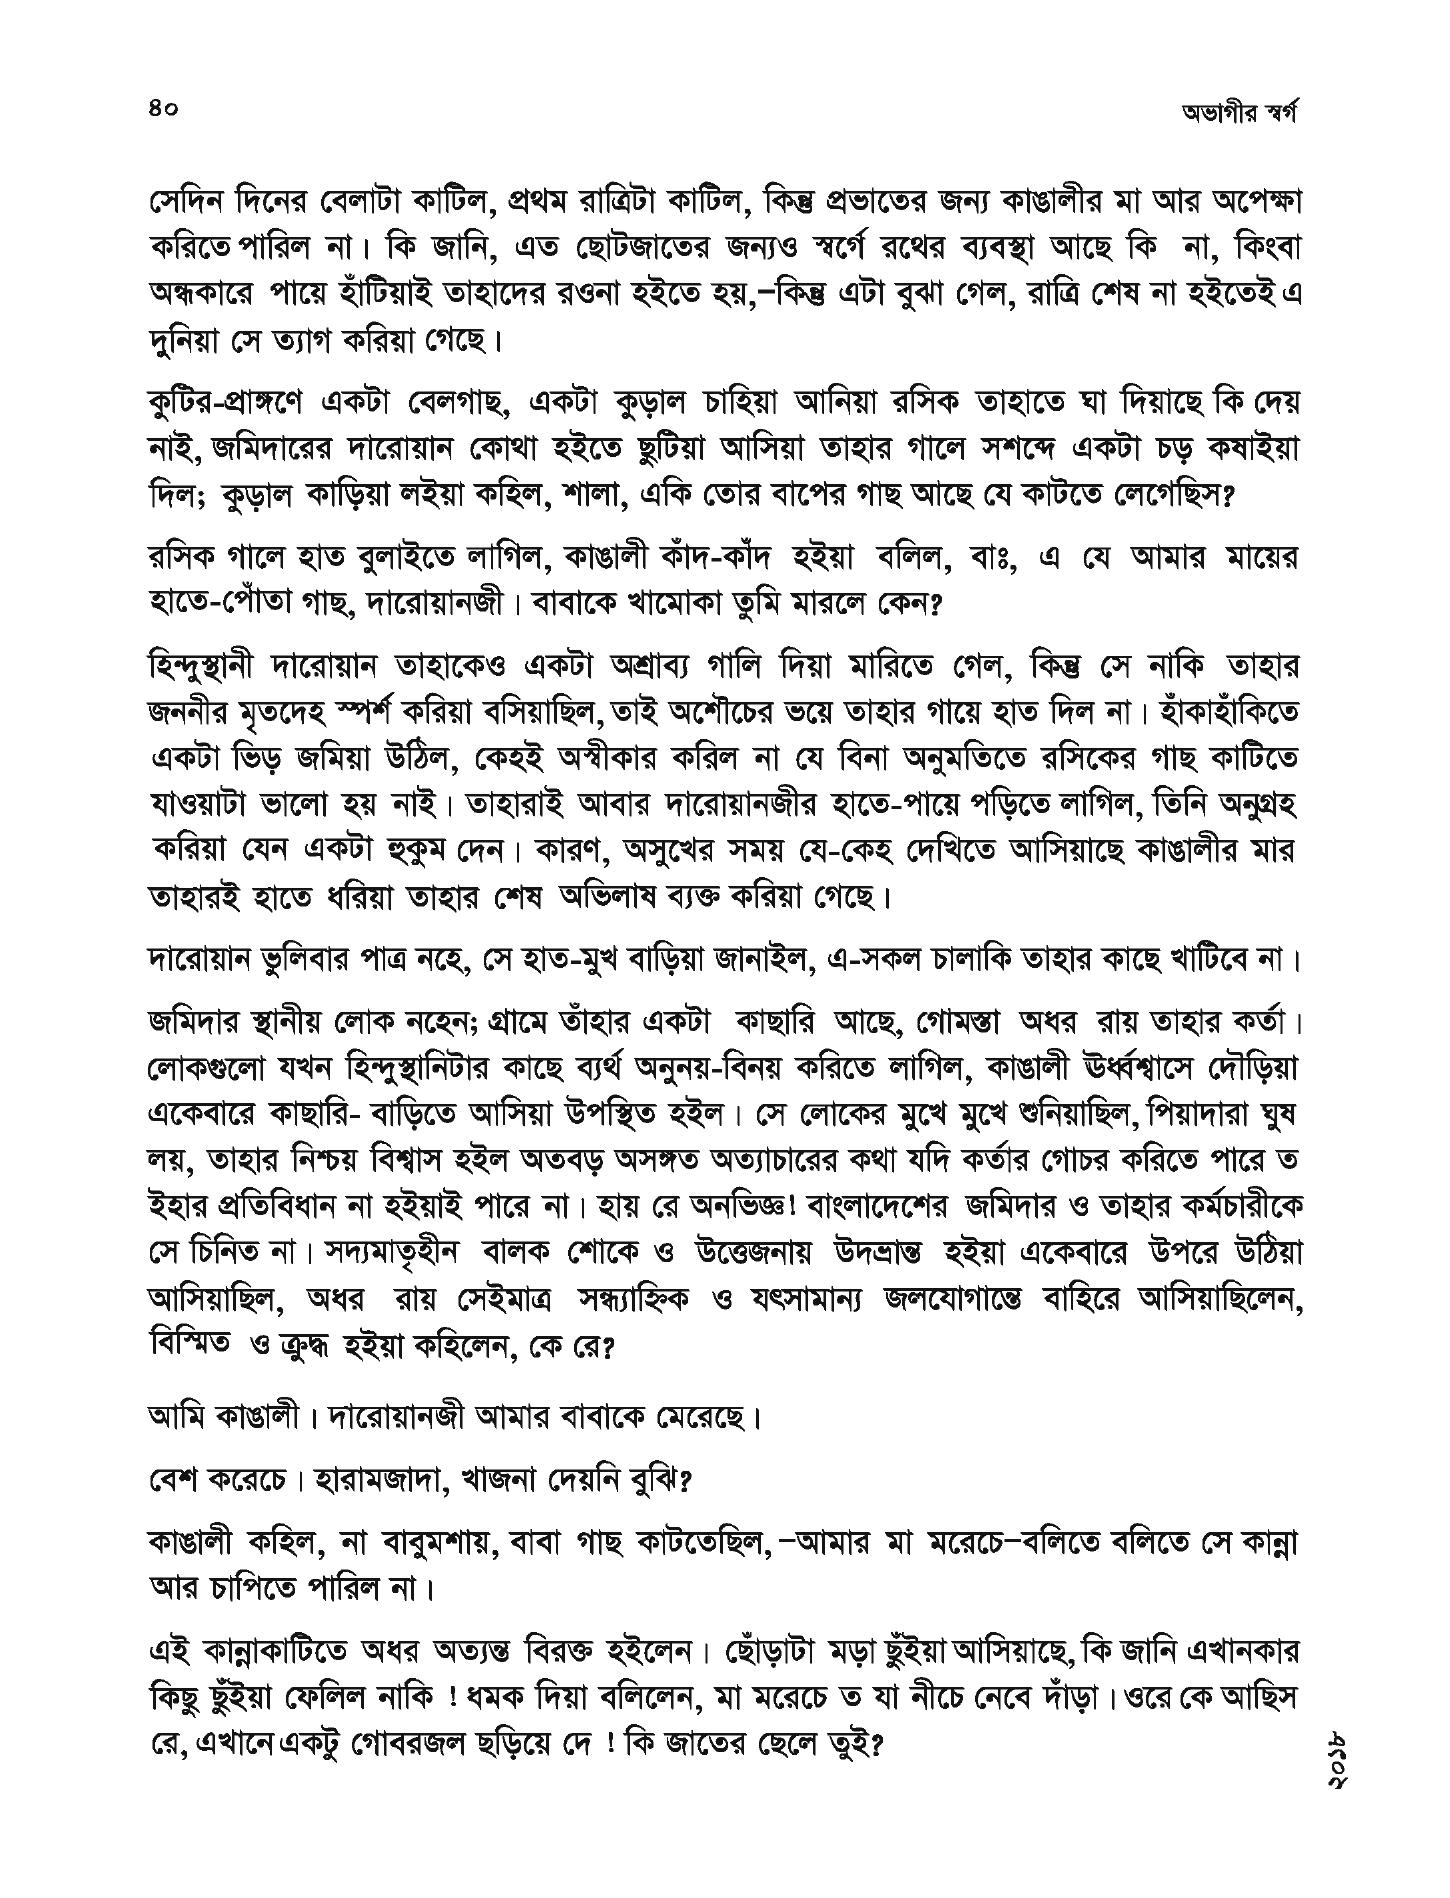 ৪০
অভাগীর স্বর্গ
সেদিন দিনের বেলাটা কাটিল, প্রথম রাত্রিটা কাটিল, কিন্তু প্রভাতের জন্য কাঙালীর মা আর অপেক্ষা
করিতে পারিল না। কি জানি, এত ছোটজাতের জন্যও স্বর্গে রথের ব্যবস্থা আছে কি না, কিংবা
অন্ধকারে পায়ে হাঁটিয়াই তাহাদের রওনা হইতে হয়,–কিন্তু এটা বুঝা গেল, রাত্রি শেষ না হইতেই এ
দুনিয়া সে ত্যাগ করিয়া গেছে।
কুটির-প্রাঙ্গণে একটা বেলগাছ, একটা কুড়াল চাহিয়া আনিয়া রসিক তাহাতে ঘা দিয়াছে কি দেয়
নাই, জমিদারের দারোয়ান কোথা হইতে ছুটিয়া আসিয়া তাহার গালে সশব্দে একটা চড় কষাইয়া
দিল; কুড়াল কাড়িয়া লইয়া কহিল, শালা, একি তোর বাপের গাছ আছে যে কাটতে লেগেছিস?
রসিক গালে হাত বুলাইতে লাগিল, কাঙালী কাঁদ-কাঁদ হইয়া বলিল, বাঃ, এ যে আমার মায়ের
হাতে-পোঁতা গাছ, দারোয়ানজী। বাবাকে খামোকা তুমি মারলে কেন?
হিন্দুস্থানী দারোয়ান তাহাকেও একটা অশ্রাব্য গালি দিয়া মারিতে গেল, কিন্তু সে নাকি তাহার
জননীর মৃতদেহ স্পর্শ করিয়া বসিয়াছিল, তাই অশৌচের ভয়ে তাহার গায়ে হাত দিল না। হাঁকাহাঁকিতে
একটা ভিড় জমিয়া উঠিল, কেহই অস্বীকার করিল না যে বিনা অনুমতিতে রসিকের গাছ কাটিতে
যাওয়াটা ভালো হয় নাই। তাহারাই আবার দারোয়ানজীর হাতে-পায়ে পড়িতে লাগিল, তিনি অনুগ্রহ
করিয়া যেন একটা হুকুম দেন। কারণ, অসুখের সময় যে-কেহ দেখিতে আসিয়াছে কাঙালীর মার
তাহারই হাতে ধরিয়া তাহার শেষ অভিলাষ ব্যক্ত করিয়া গেছে।
দারোয়ান ভুলিবার পাত্র নহে, সে হাত-মুখ বাড়িয়া জানাইল, এ-সকল চালাকি তাহার কাছে খাটিবে না।
জমিদার স্থানীয় লোক নহেন; গ্রামে তাঁহার একটা কাছারি আছে, গোমস্তা অধর রায় তাহার কর্তা।
লোকগুলো যখন হিন্দুস্থানিটার কাছে ব্যর্থ অনুনয়-বিনয় করিতে লাগিল, কাঙালী ঊর্ধ্বশ্বাসে দৌড়িয়া
একেবারে কাছারি- বাড়িতে আসিয়া উপস্থিত হইল। সে লোকের মুখে মুখে শুনিয়াছিল, পিয়াদারা ঘুষ
লয়, তাহার নিশ্চয় বিশ্বাস হইল অতবড় অসঙ্গত অত্যাচারের কথা যদি কর্তার গোচর করিতে পারে ত
ইহার প্রতিবিধান না হইয়াই পারে না। হায় রে অনভিজ্ঞ! বাংলাদেশের জমিদার ও তাহার কর্মচারীকে
সে চিনিত না। সদ্যমাতৃহীন বালক শোকে ও উত্তেজনায় উদভ্রান্ত হইয়া একেবারে উপরে উঠিয়া
আসিয়াছিল, অধর রায় সেইমাত্র সন্ধ্যাহ্নিক ও যৎসামান্য জলযোগান্তে বাহিরে আসিয়াছিলেন,
বিস্মিত ও ক্রুদ্ধ হইয়া কহিলেন, কে রে?
আমি কাঙালী। দারোয়ানজী আমার বাবাকে মেরেছে।
বেশ করেচে। হারামজাদা, খাজনা দেয়নি বুঝি?
কাঙালী কহিল, না বাবুমশায়, বাবা গাছ কাটতেছিল,–আমার মা মরেচে–বলিতে বলিতে সে কান্না
আর চাপিতে পারিল না।
এই কান্নাকাটিতে অধর অত্যন্ত বিরক্ত হইলেন। ছোঁড়াটা মড়া ছুঁইয়া আসিয়াছে, কি জানি এখানকার
কিছু ছুঁইয়া ফেলিল নাকি ! ধমক দিয়া বলিলেন, মা মরেচে ত যা নীচে নেবে দাঁড়া। ওরে কে আছিস
রে, এখানে একটু গোবরজল ছড়িয়ে দে ! কি জাতের ছেলে তুই?
২০১৮